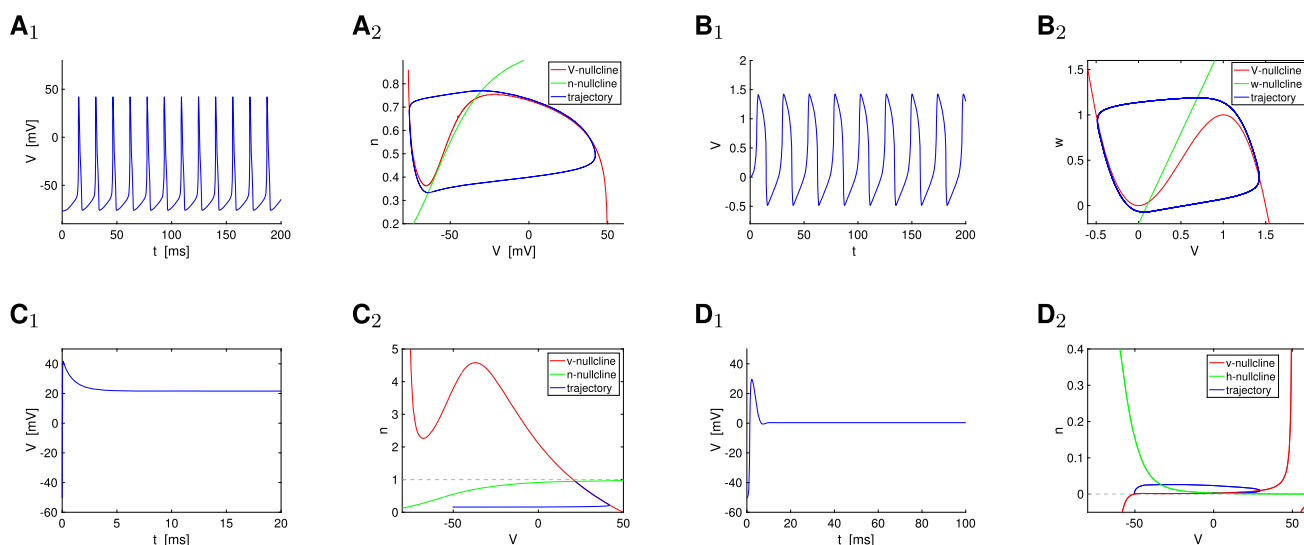 A1
V [mV]
50
0
-50
0 50 100 150 200
t [ms]
A2
n
0.9
0.8
0.7
0.6
0.5
0.4
0.3
0.2
-50 0 50
V [mV]
V-nullcline
n-nullcline
trajectory
B1
V
2
1.5
1
0.5
0
-0.5
0 50 100 150 200
t
B2
w
1.5
1
0.5
0
-0.5 0 0.5 1 1.5
V
V-nullcline
w-nullcline
trajectory
C1
V [mV]
40
20
0
-20
-40
-60
0 5 10 15 20
t [ms]
C2
n
5
4
3
2
1
0
-50 0 50
V
v-nullcline
n-nullcline
trajectory
D1
V [mV]
40
20
0
-20
-40
-60
0 20 40 60 80 100
t [ms]
D2
n
0.4
0.3
0.2
0.1
0
-50 0 50
V
v-nullcline
h-nullcline
trajectory